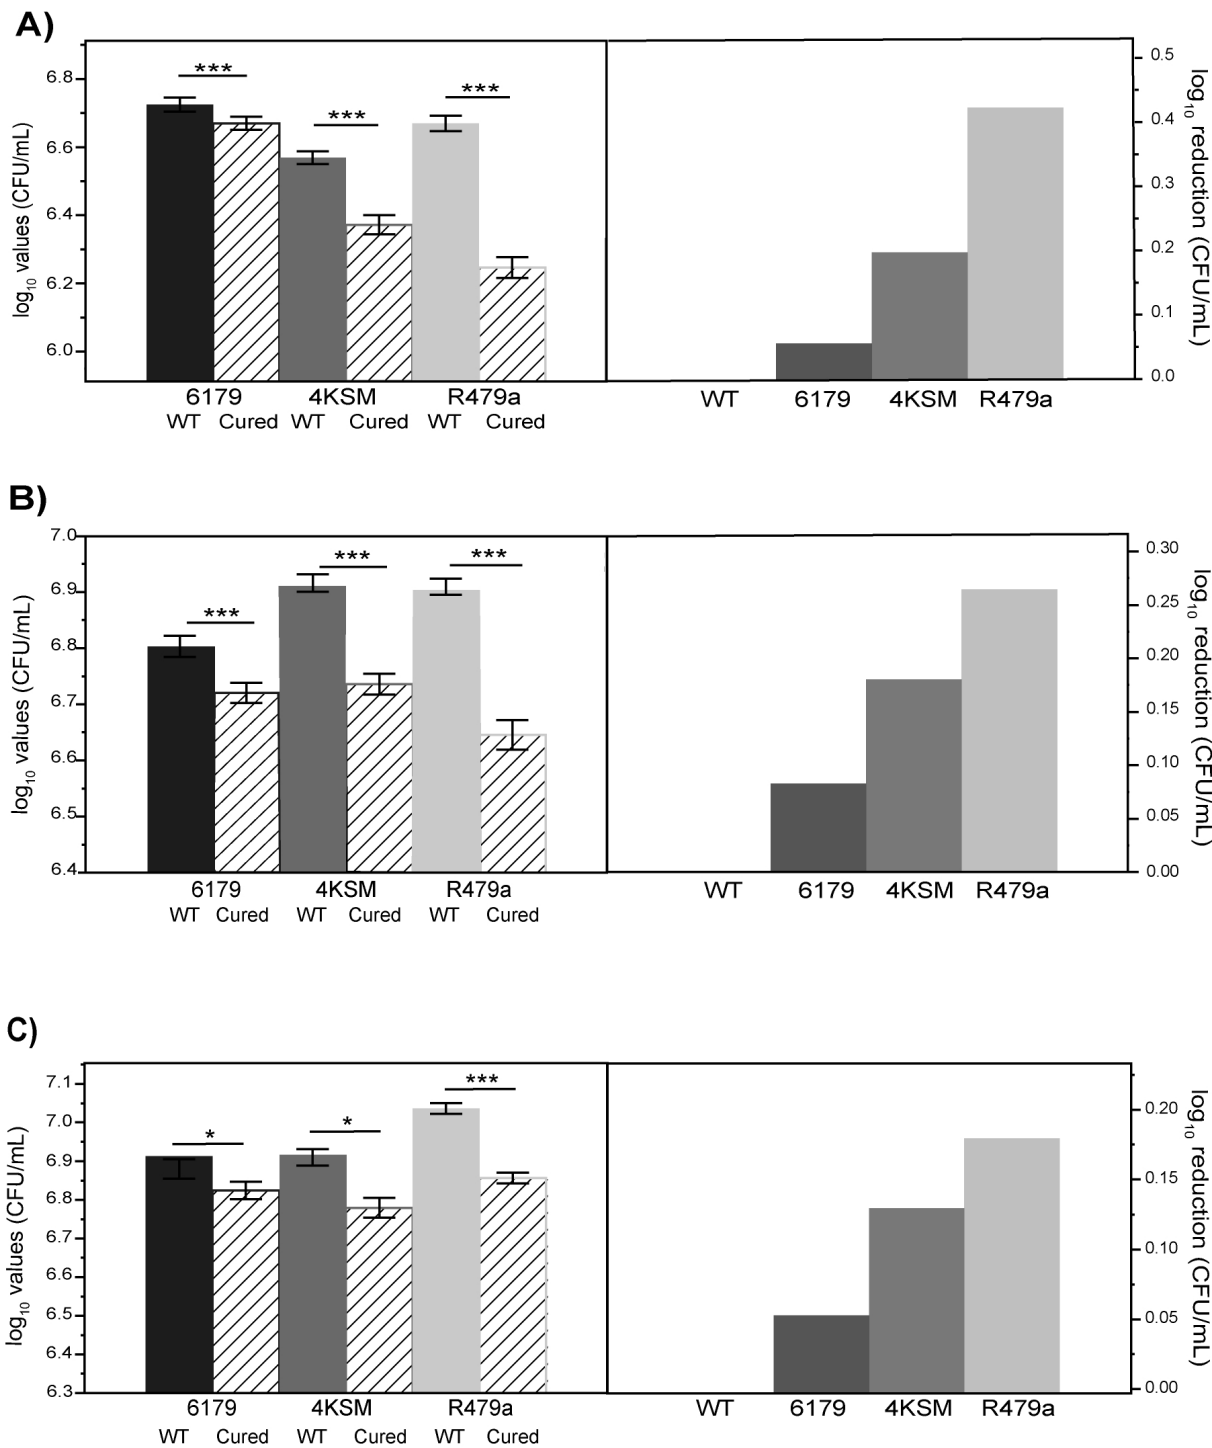 A)
log10 values (CFU/mL)
6.8
6.6
6.4
6.2
6.0
*** *** ***
6179 4KSM R479a
WT Cured WT Cured WT Cured
0.5
0.4
0.3
0.2
0.1
0.0
log10 reduction (CFU/mL)
WT 6179 4KSM R479a
B)
log10 values (CFU/mL)
7.0
6.9
6.8
6.7
6.6
6.5
6.4
*** *** ***
6179 4KSM R479a
WT Cured WT Cured WT Cured
0.30
0.25
0.20
0.15
0.10
0.05
0.00
log10 reduction (CFU/mL)
WT 6179 4KSM R479a
C)
log10 values (CFU/mL)
7.1
7.0
6.9
6.8
6.7
6.6
6.5
6.4
6.3
* * ***
6179 4KSM R479a
WT Cured WT Cured WT Cured
0.20
0.15
0.10
0.05
0.00
log10 reduction (CFU/mL)
WT 6179 4KSM R479a